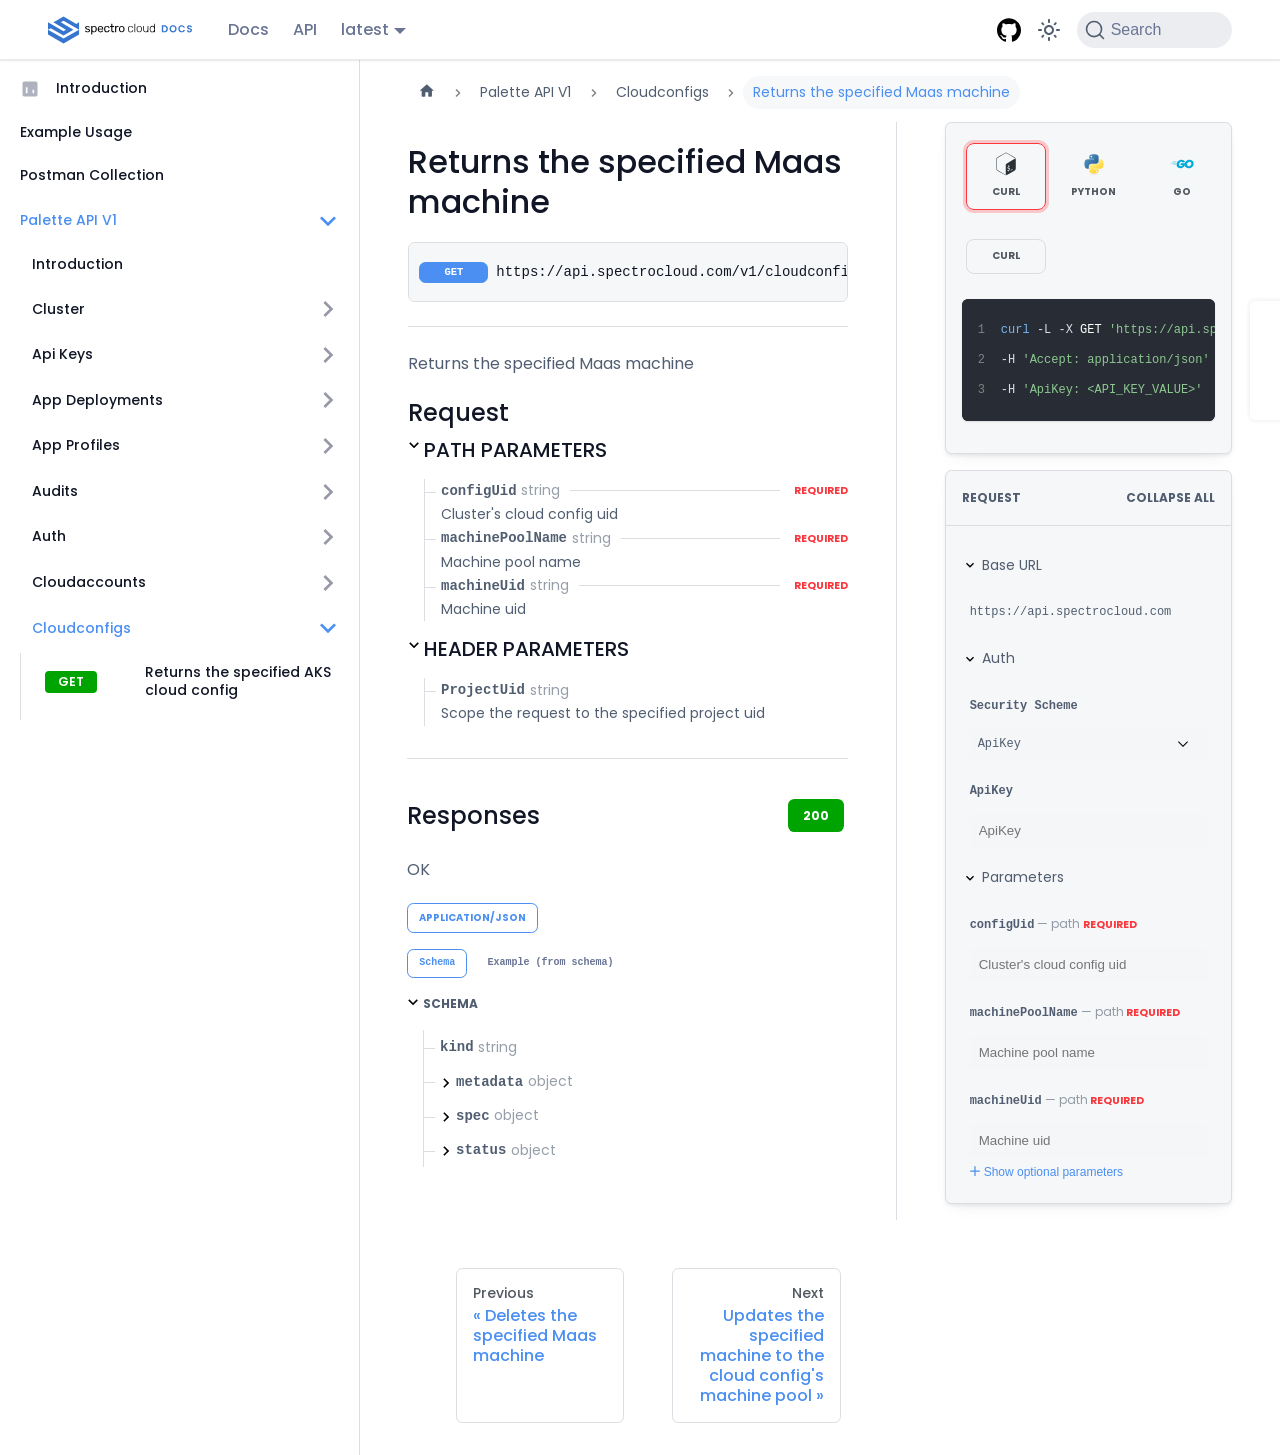 spectro cloud DOCS
Docs
API
latest
Search
Introduction
Example Usage
Postman Collection
Palette API V1
Introduction
Cluster
Api Keys
App Deployments
App Profiles
Audits
Auth
Cloudaccounts
Cloudconfigs
GET
Returns the specified AKS
cloud config
Palette API V1
Cloudconfigs
Returns the specified Maas machine
Returns the specified Maas
machine
GET https://api.spectrocloud.com/v1/cloudconfi
Returns the specified Maas machine
Request
PATH PARAMETERS
configUid string REQUIRED
Cluster's cloud config uid
machinePoolName string REQUIRED
Machine pool name
machineUid string REQUIRED
Machine uid
HEADER PARAMETERS
ProjectUid string
Scope the request to the specified project uid
Responses
200
OK
APPLICATION/JSON
Schema
Example (from schema)
SCHEMA
kind string
metadata object
spec object
status object
CURL
PYTHON
GO
CURL
1 curl -L -X GET 'https://api.sp
2 -H 'Accept: application/json'
3 -H 'ApiKey: <API_KEY_VALUE>'
REQUEST
COLLAPSE ALL
Base URL
https://api.spectrocloud.com
Auth
Security Scheme
ApiKey
ApiKey
ApiKey
Parameters
configUid — path REQUIRED
Cluster's cloud config uid
machinePoolName — path REQUIRED
Machine pool name
machineUid — path REQUIRED
Machine uid
Show optional parameters
Previous
« Deletes the
specified Maas
machine
Next
Updates the
specified
machine to the
cloud config's
machine pool »